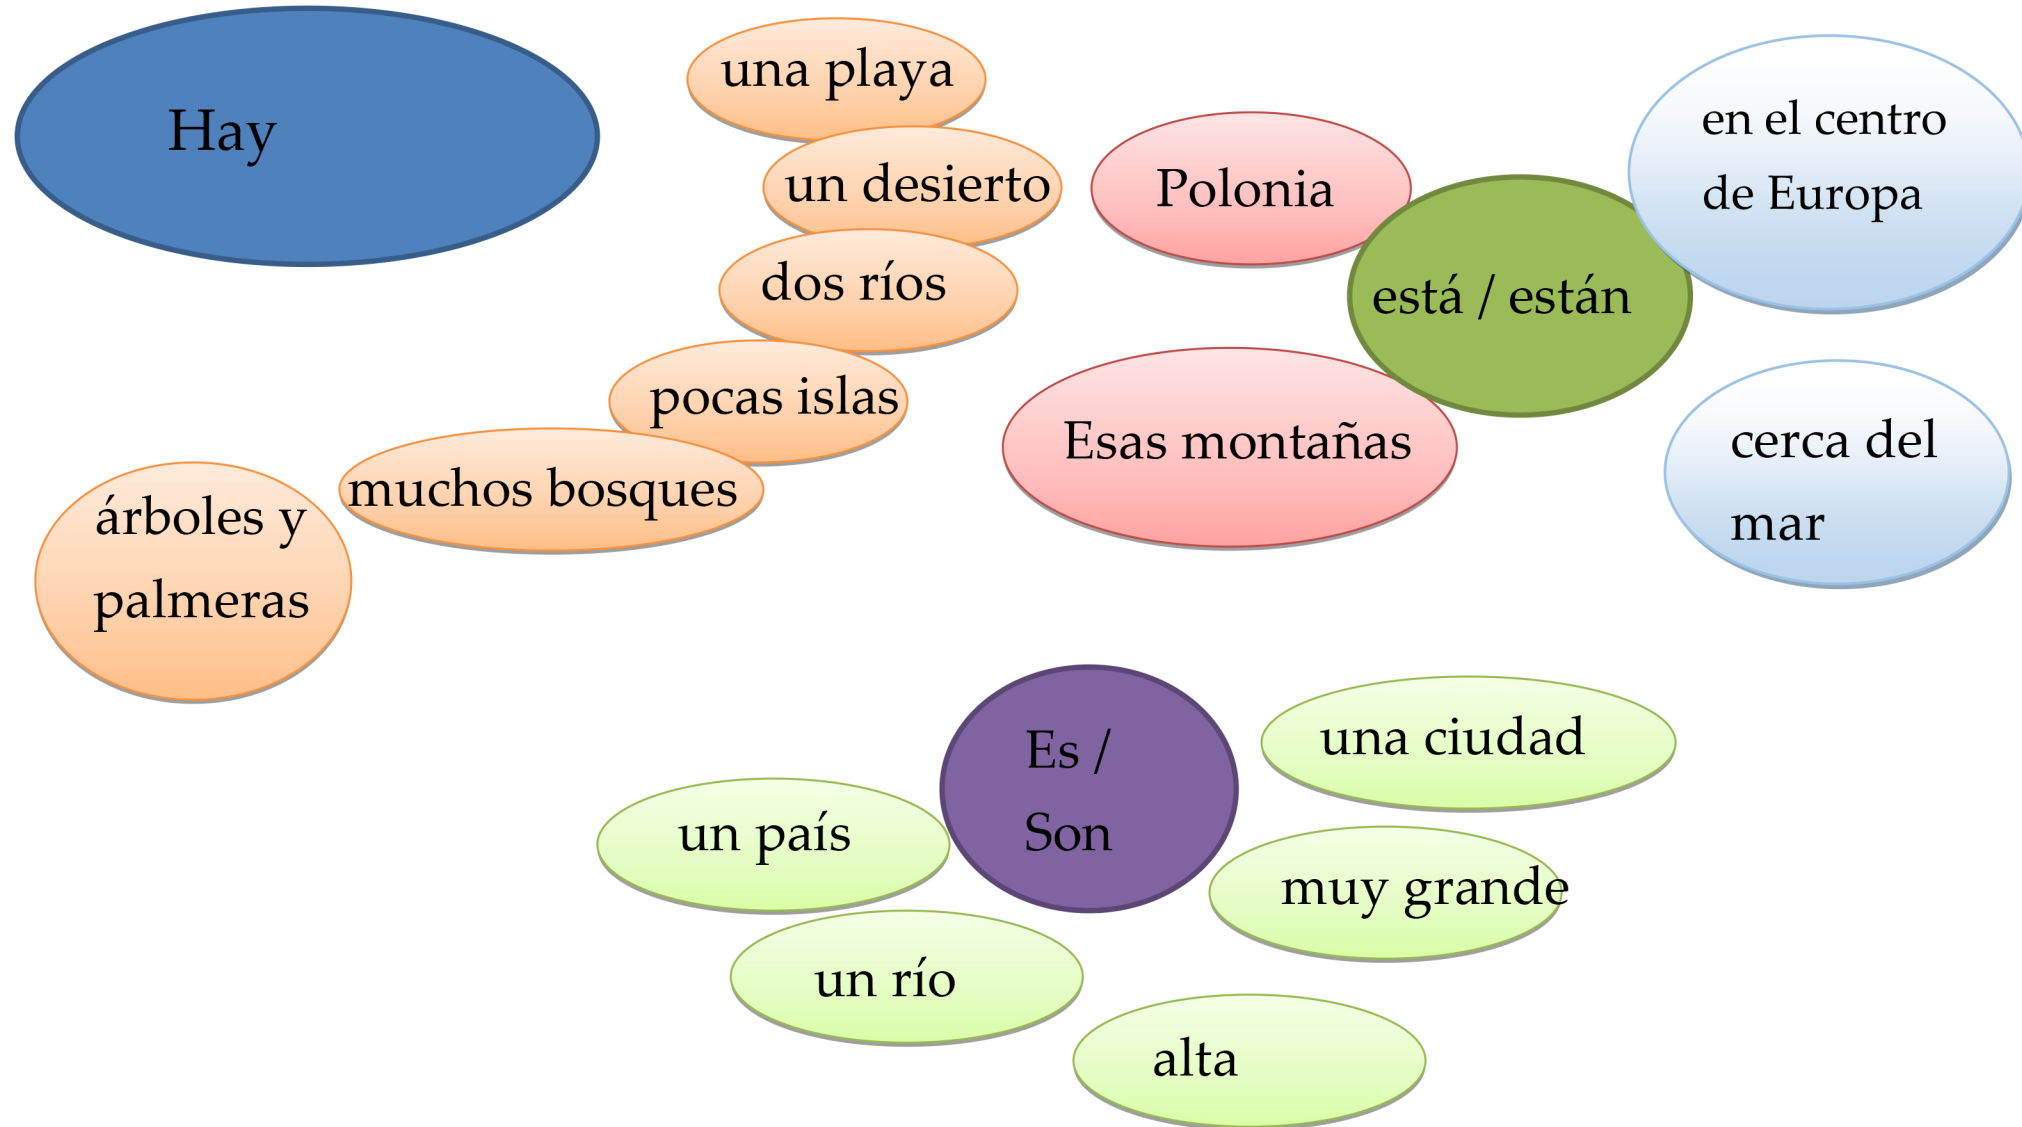 Hay
una playa
un desierto
dos ríos
pocas islas
muchos bosques
árboles y
palmeras
Polonia
está / están
en el centro
de Europa
Esas montañas
cerca del
mar
Es /
Son
una ciudad
un país
muy grande
un río
alta